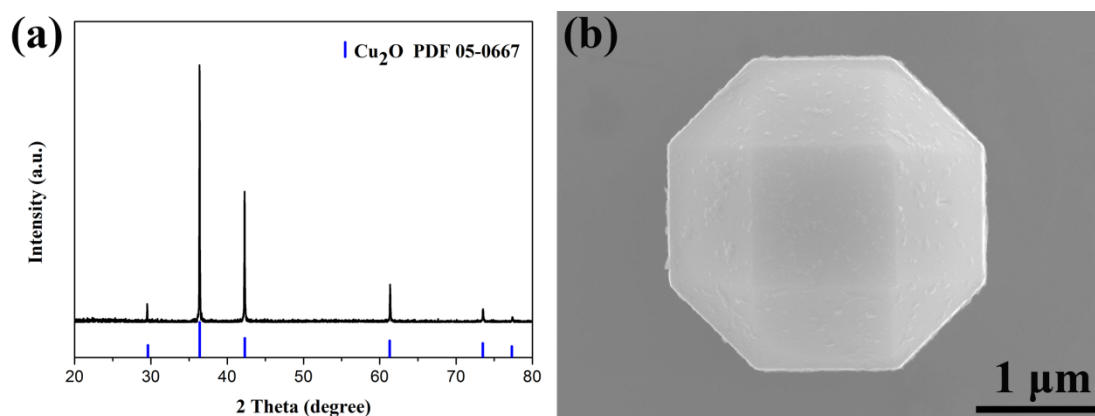 (a)
Cu₂O PDF 05-0667
Intensity (a.u.)
20 30 40 50 60 70 80
2 Theta (degree)
(b)
1 μm